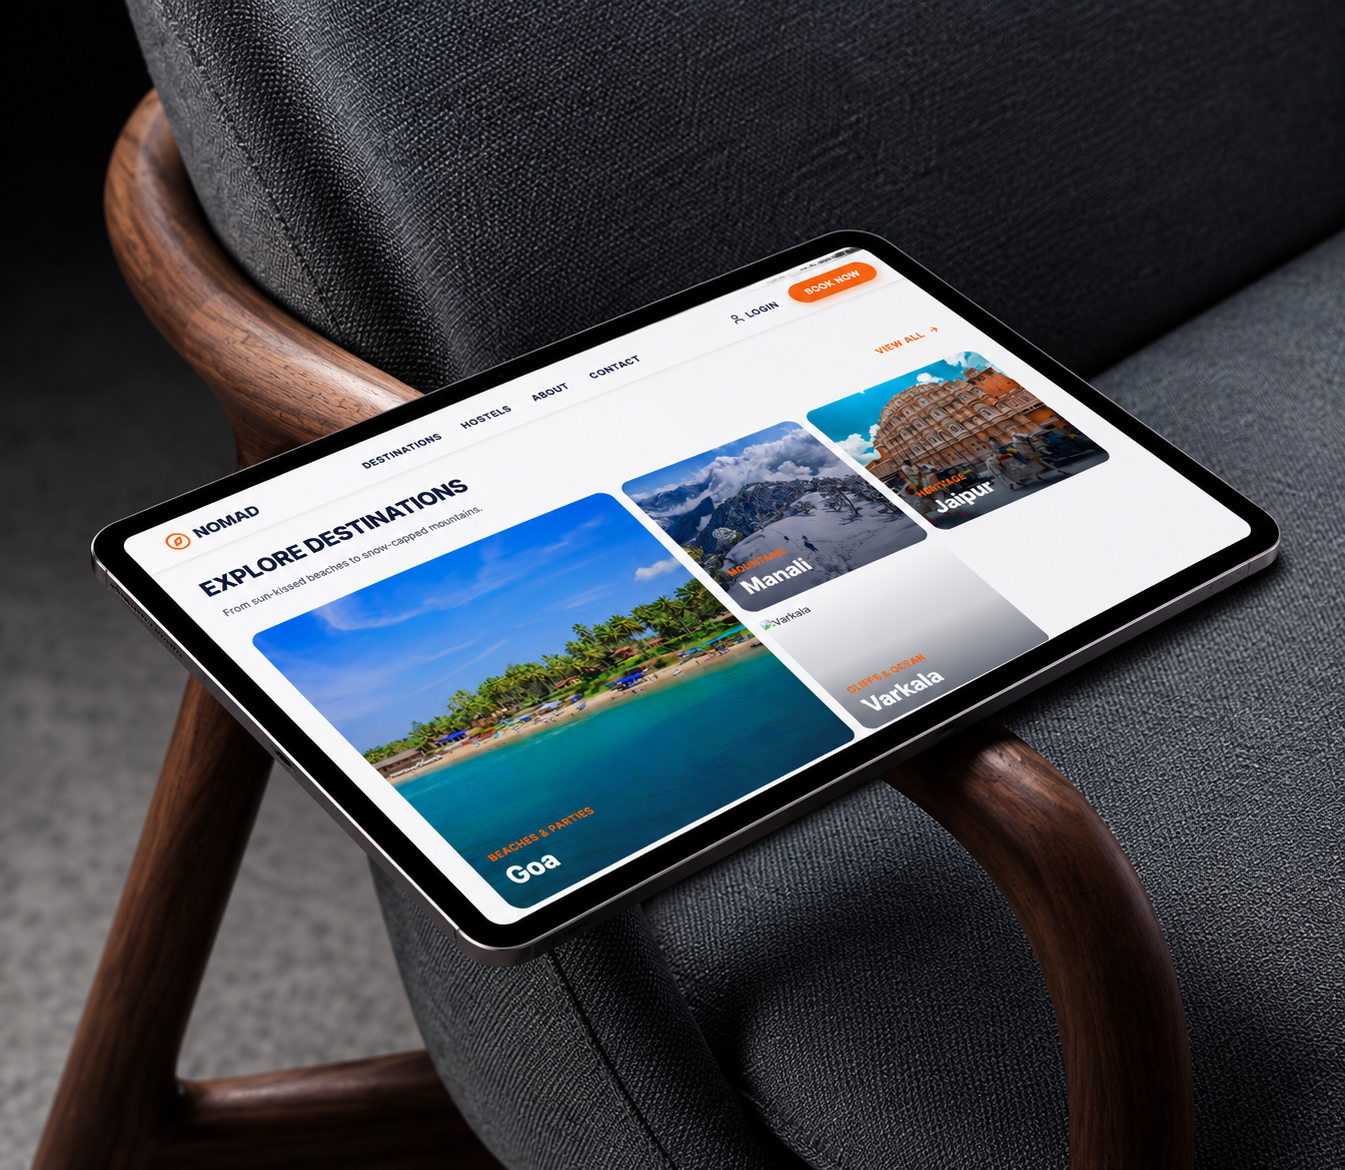 NOMAD
DESTINATIONS
HOSTELS
ABOUT
CONTACT
LOGIN
BOOK NOW
EXPLORE DESTINATIONS
From sun-kissed beaches to snow-capped mountains.
VIEW ALL →
BEACHES & PARTIES
Goa
MOUNTAINS
Manali
HERITAGE
Jaipur
Varkala
CLIFFS & OCEAN
Varkala